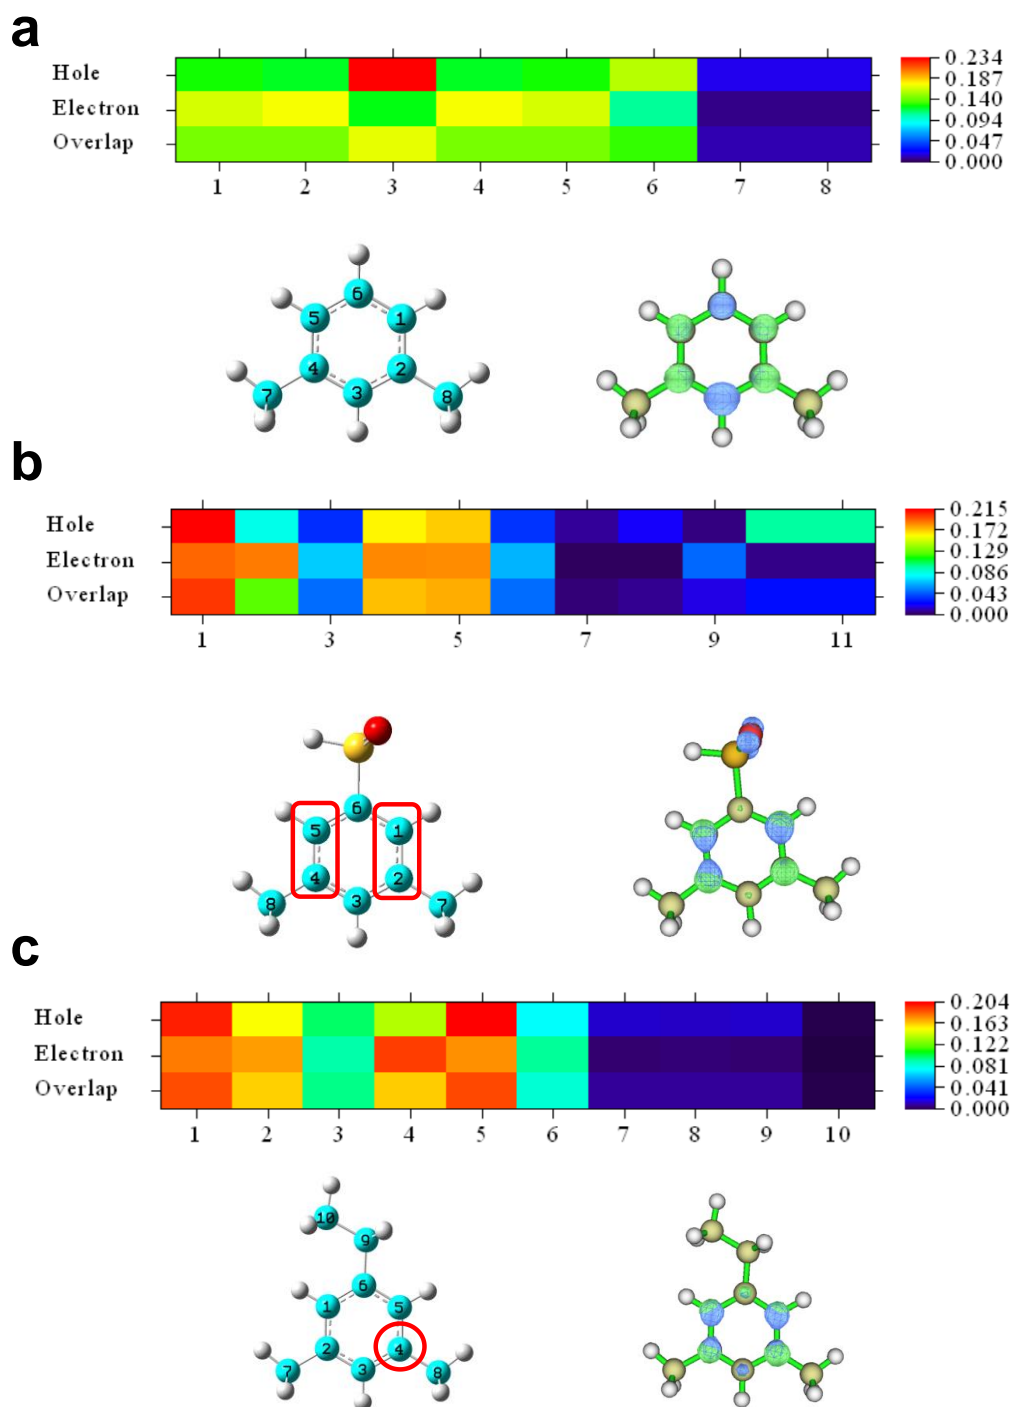 a
Hole
Electron
Overlap
0.234
0.187
0.140
0.094
0.047
0.000
1 2 3 4 5 6 7 8
6
5 1
4 2
3
7 8
b
Hole
Electron
Overlap
0.215
0.172
0.129
0.086
0.043
0.000
1 3 5 7 9 11
6
5 1
4 2
3
8 7
c
Hole
Electron
Overlap
0.204
0.163
0.122
0.081
0.041
0.000
1 2 3 4 5 6 7 8 9 10
10
9
6
1 5
2 4
3
7 8